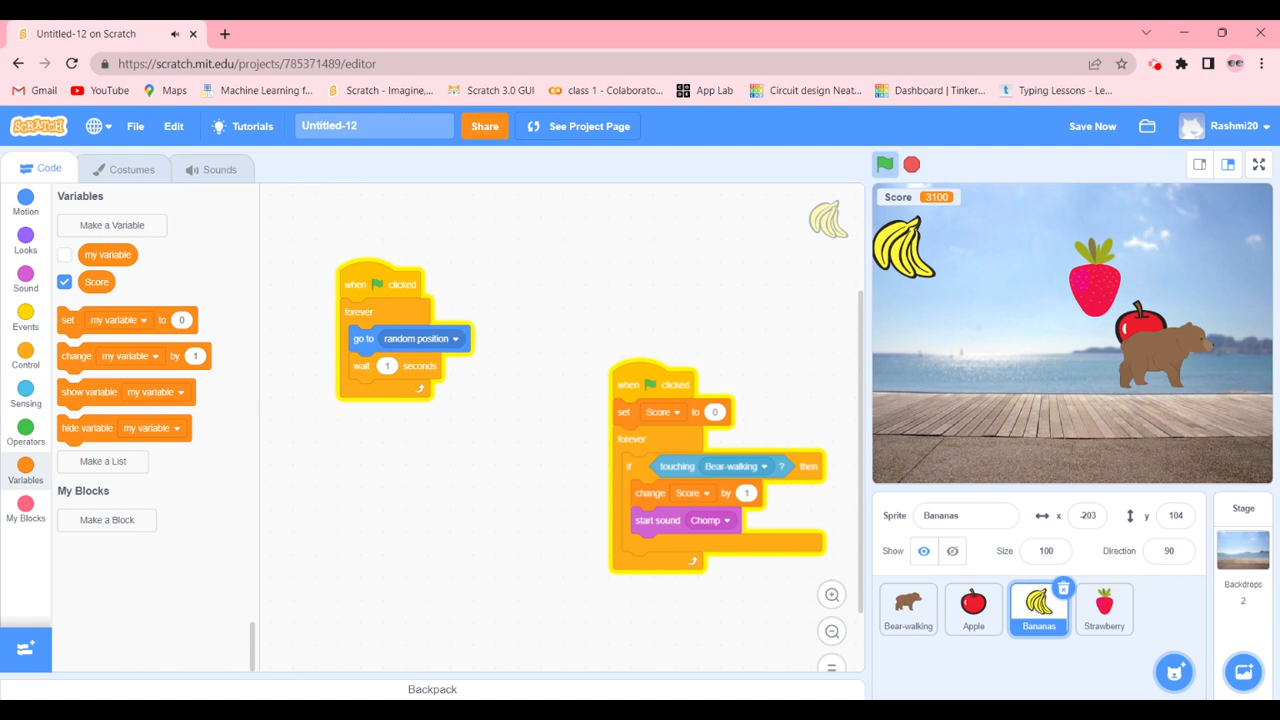 Untitled-12 on Scratch
https://scratch.mit.edu/projects/785371489/editor
Gmail YouTube Maps Machine Learning f... Scratch - Imagine,... Scratch 3.0 GUI class 1 - Colaborato... App Lab Circuit design Neat... Dashboard | Tinker... Typing Lessons - Le...
SCRATCH File Edit Tutorials Untitled-12 Share See Project Page Save Now Rashmi20
Code Costumes Sounds
Motion
Looks
Sound
Events
Control
Sensing
Operators
Variables
My Blocks
Variables
Make a Variable
my variable
Score
set my variable to 0
change my variable by 1
show variable my variable
hide variable my variable
Make a List
My Blocks
Make a Block
when clicked
forever
go to random position
wait 1 seconds
when clicked
set Score to 0
forever
if touching Bear-walking ? then
change Score by 1
start sound Chomp
Backpack
Score 3100
Sprite Bananas x -203 y 104
Show Size 100 Direction 90
Bear-walking Apple Bananas Strawberry
Stage
Backdrops
2